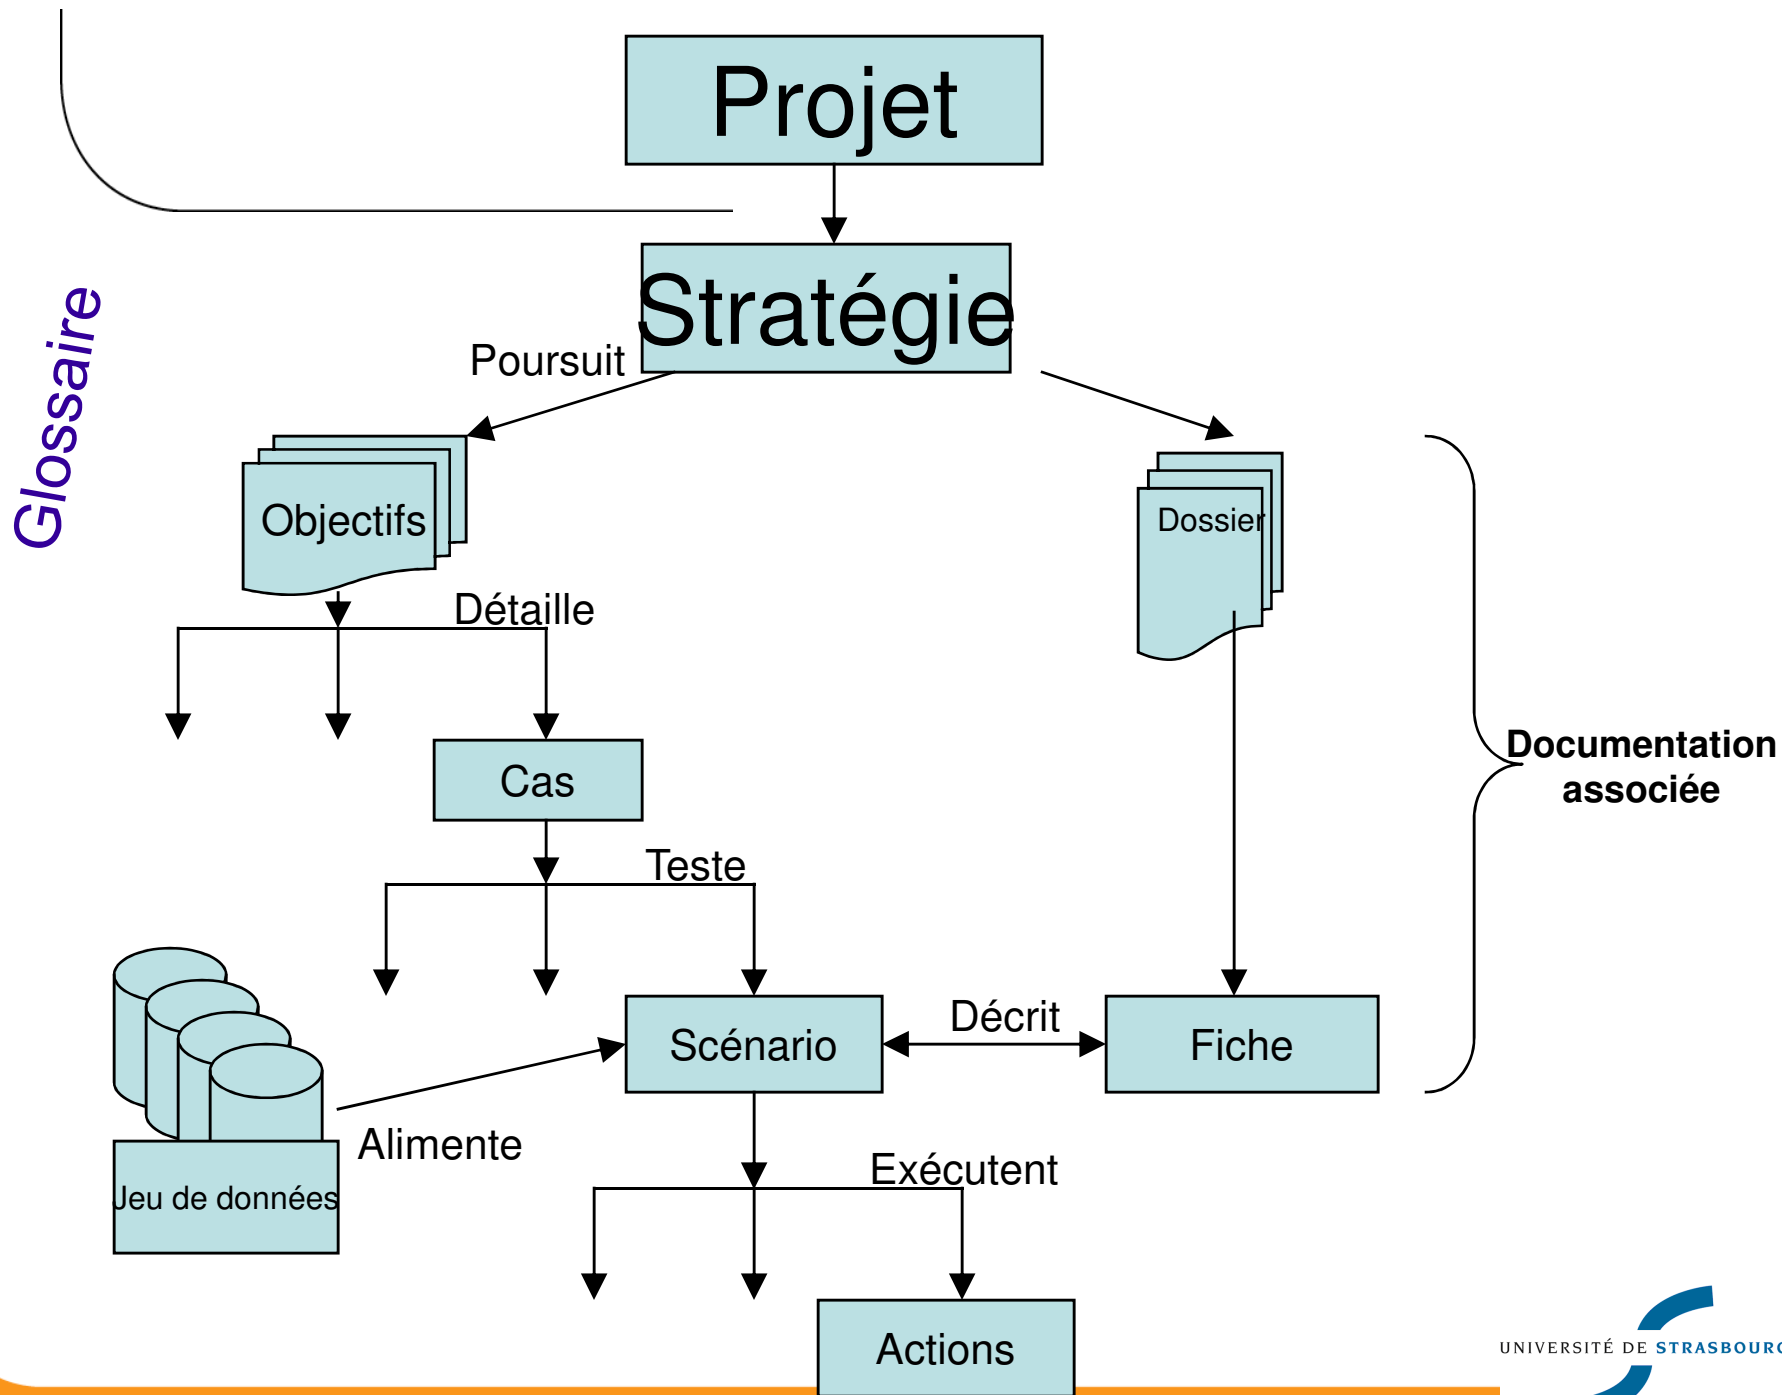 Projet
Stratégie
Glossaire
Poursuit
Objectifs
Dossier
Détaille
Documentation
associée
Cas
Teste
Scénario
Décrit
Fiche
Alimente
Jeu de données
Exécutent
Actions
UNIVERSITÉ DE STRASBOURG